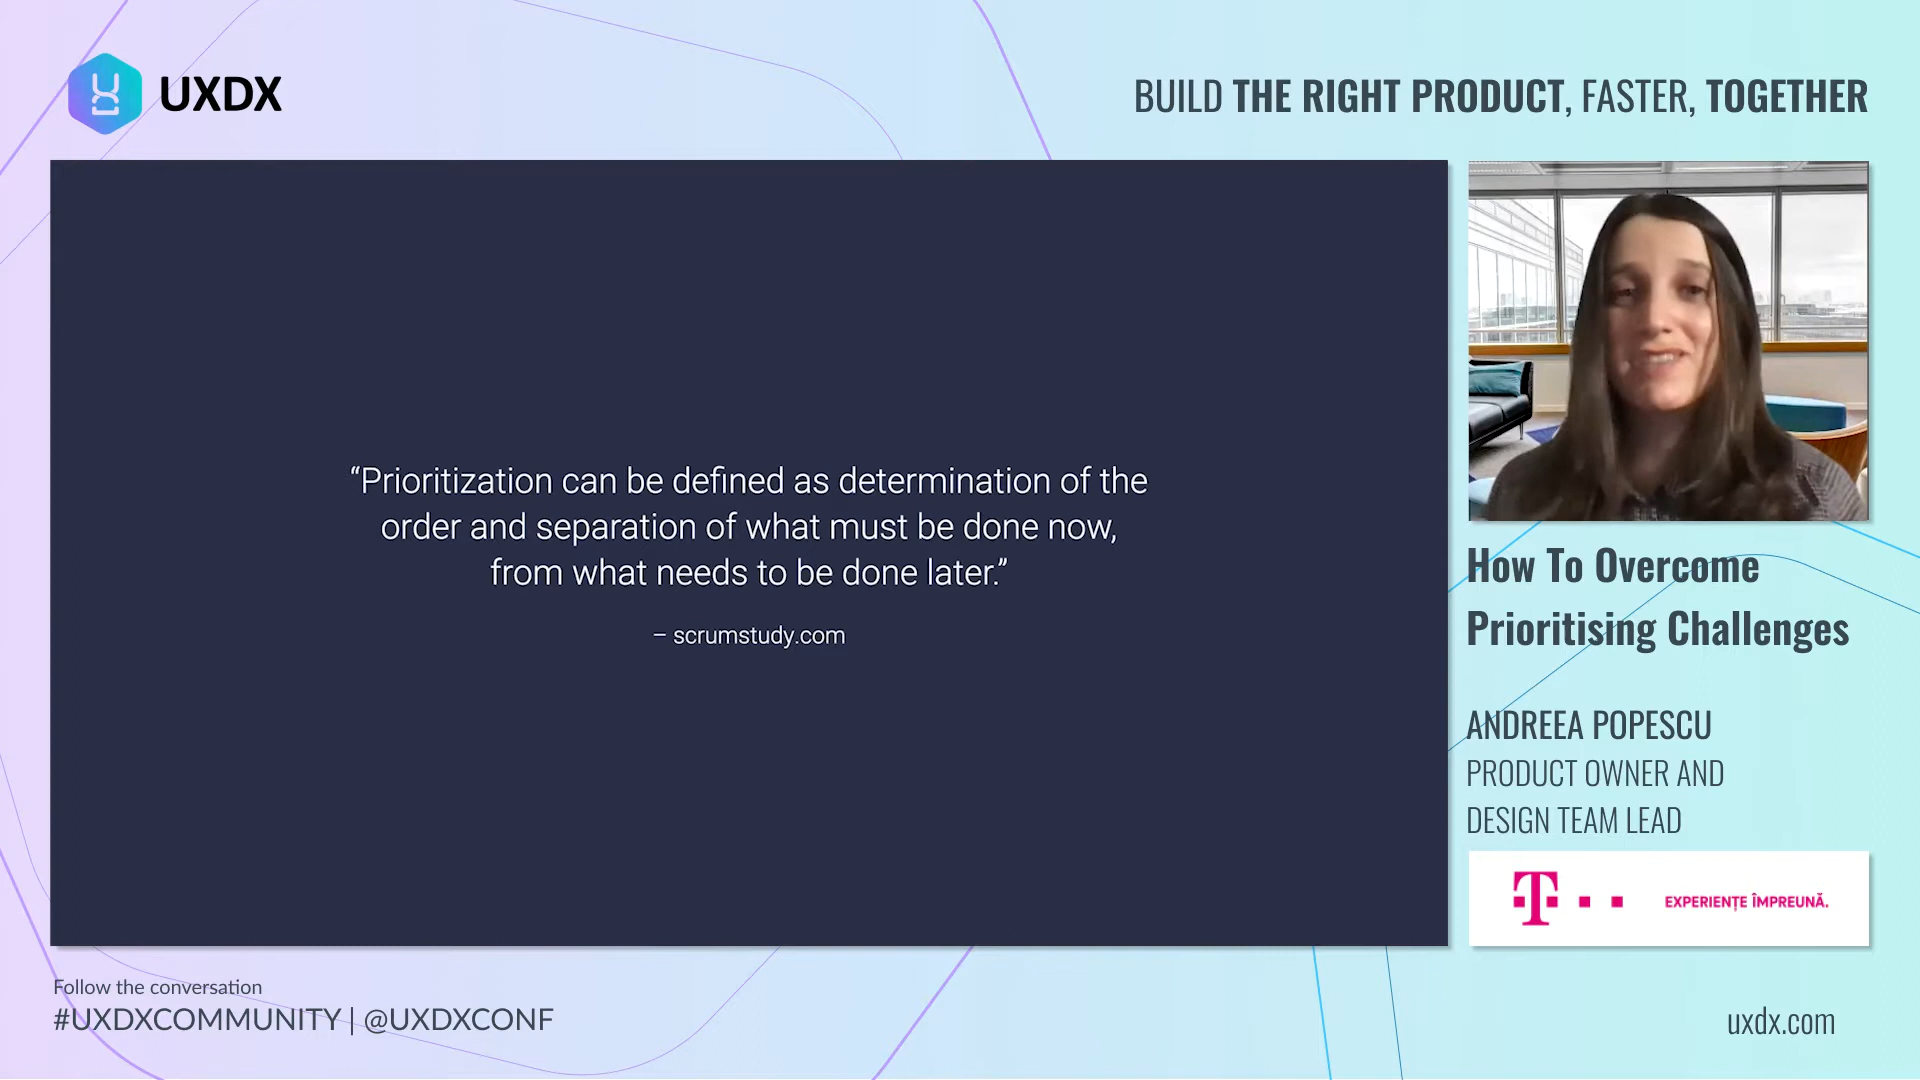 UXDX
BUILD THE RIGHT PRODUCT, FASTER, TOGETHER
“Prioritization can be defined as determination of the
order and separation of what must be done now,
from what needs to be done later.”
– scrumstudy.com
How To Overcome
Prioritising Challenges
ANDREEA POPESCU
PRODUCT OWNER AND
DESIGN TEAM LEAD
T
EXPERIENȚE ÎMPREUNĂ.
Follow the conversation
#UXDXCOMMUNITY | @UXDXCONF
uxdx.com